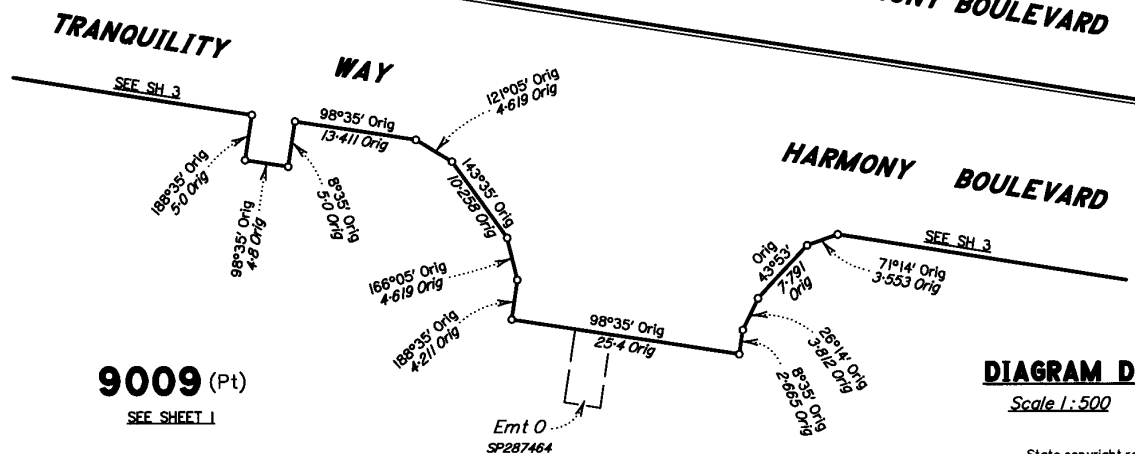 ONY BOULEVARD
TRANQUILITY WAY
SEE SH 3
98°35' Orig
13·411 Orig
121°05' Orig
4·619 Orig
188°35' Orig
5·0 Orig
98°35' Orig
4·8 Orig
8°35' Orig
5·0 Orig
143°35' Orig
10·258 Orig
166°05' Orig
4·619 Orig
188°35' Orig
4·211 Orig
98°35' Orig
25·4 Orig
HARMONY BOULEVARD
SEE SH 3
Orig
43°53'
7·791
Orig
71°14' Orig
3·553 Orig
26°14' Orig
3·812 Orig
8°35' Orig
2·665 Orig
9009 (Pt)
SEE SHEET 1
Emt O
SP287464
DIAGRAM D
Scale 1:500
State copyright